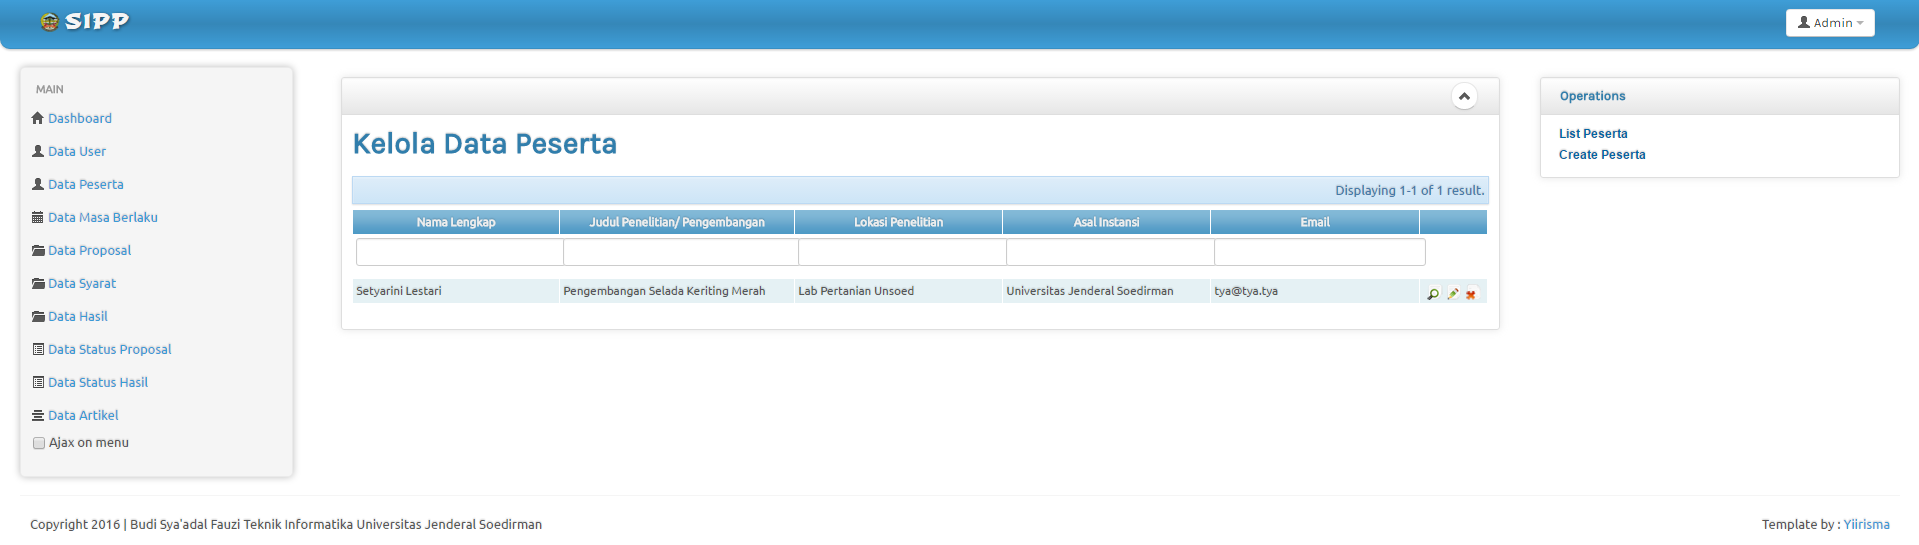 SIPP
Admin
MAIN
Dashboard
Data User
Data Peserta
Data Masa Berlaku
Data Proposal
Data Syarat
Data Hasil
Data Status Proposal
Data Status Hasil
Data Artikel
Ajax on menu
Kelola Data Peserta
Displaying 1-1 of 1 result.
Nama Lengkap Judul Penelitian/ Pengembangan Lokasi Penelitian Asal Instansi Email
Setyarini Lestari Pengembangan Selada Keriting Merah Lab Pertanian Unsoed Universitas Jenderal Soedirman tya@tya.tya
Operations
List Peserta
Create Peserta
Copyright 2016 | Budi Sya'adal Fauzi Teknik Informatika Universitas Jenderal Soedirman
Template by : Yiirisma